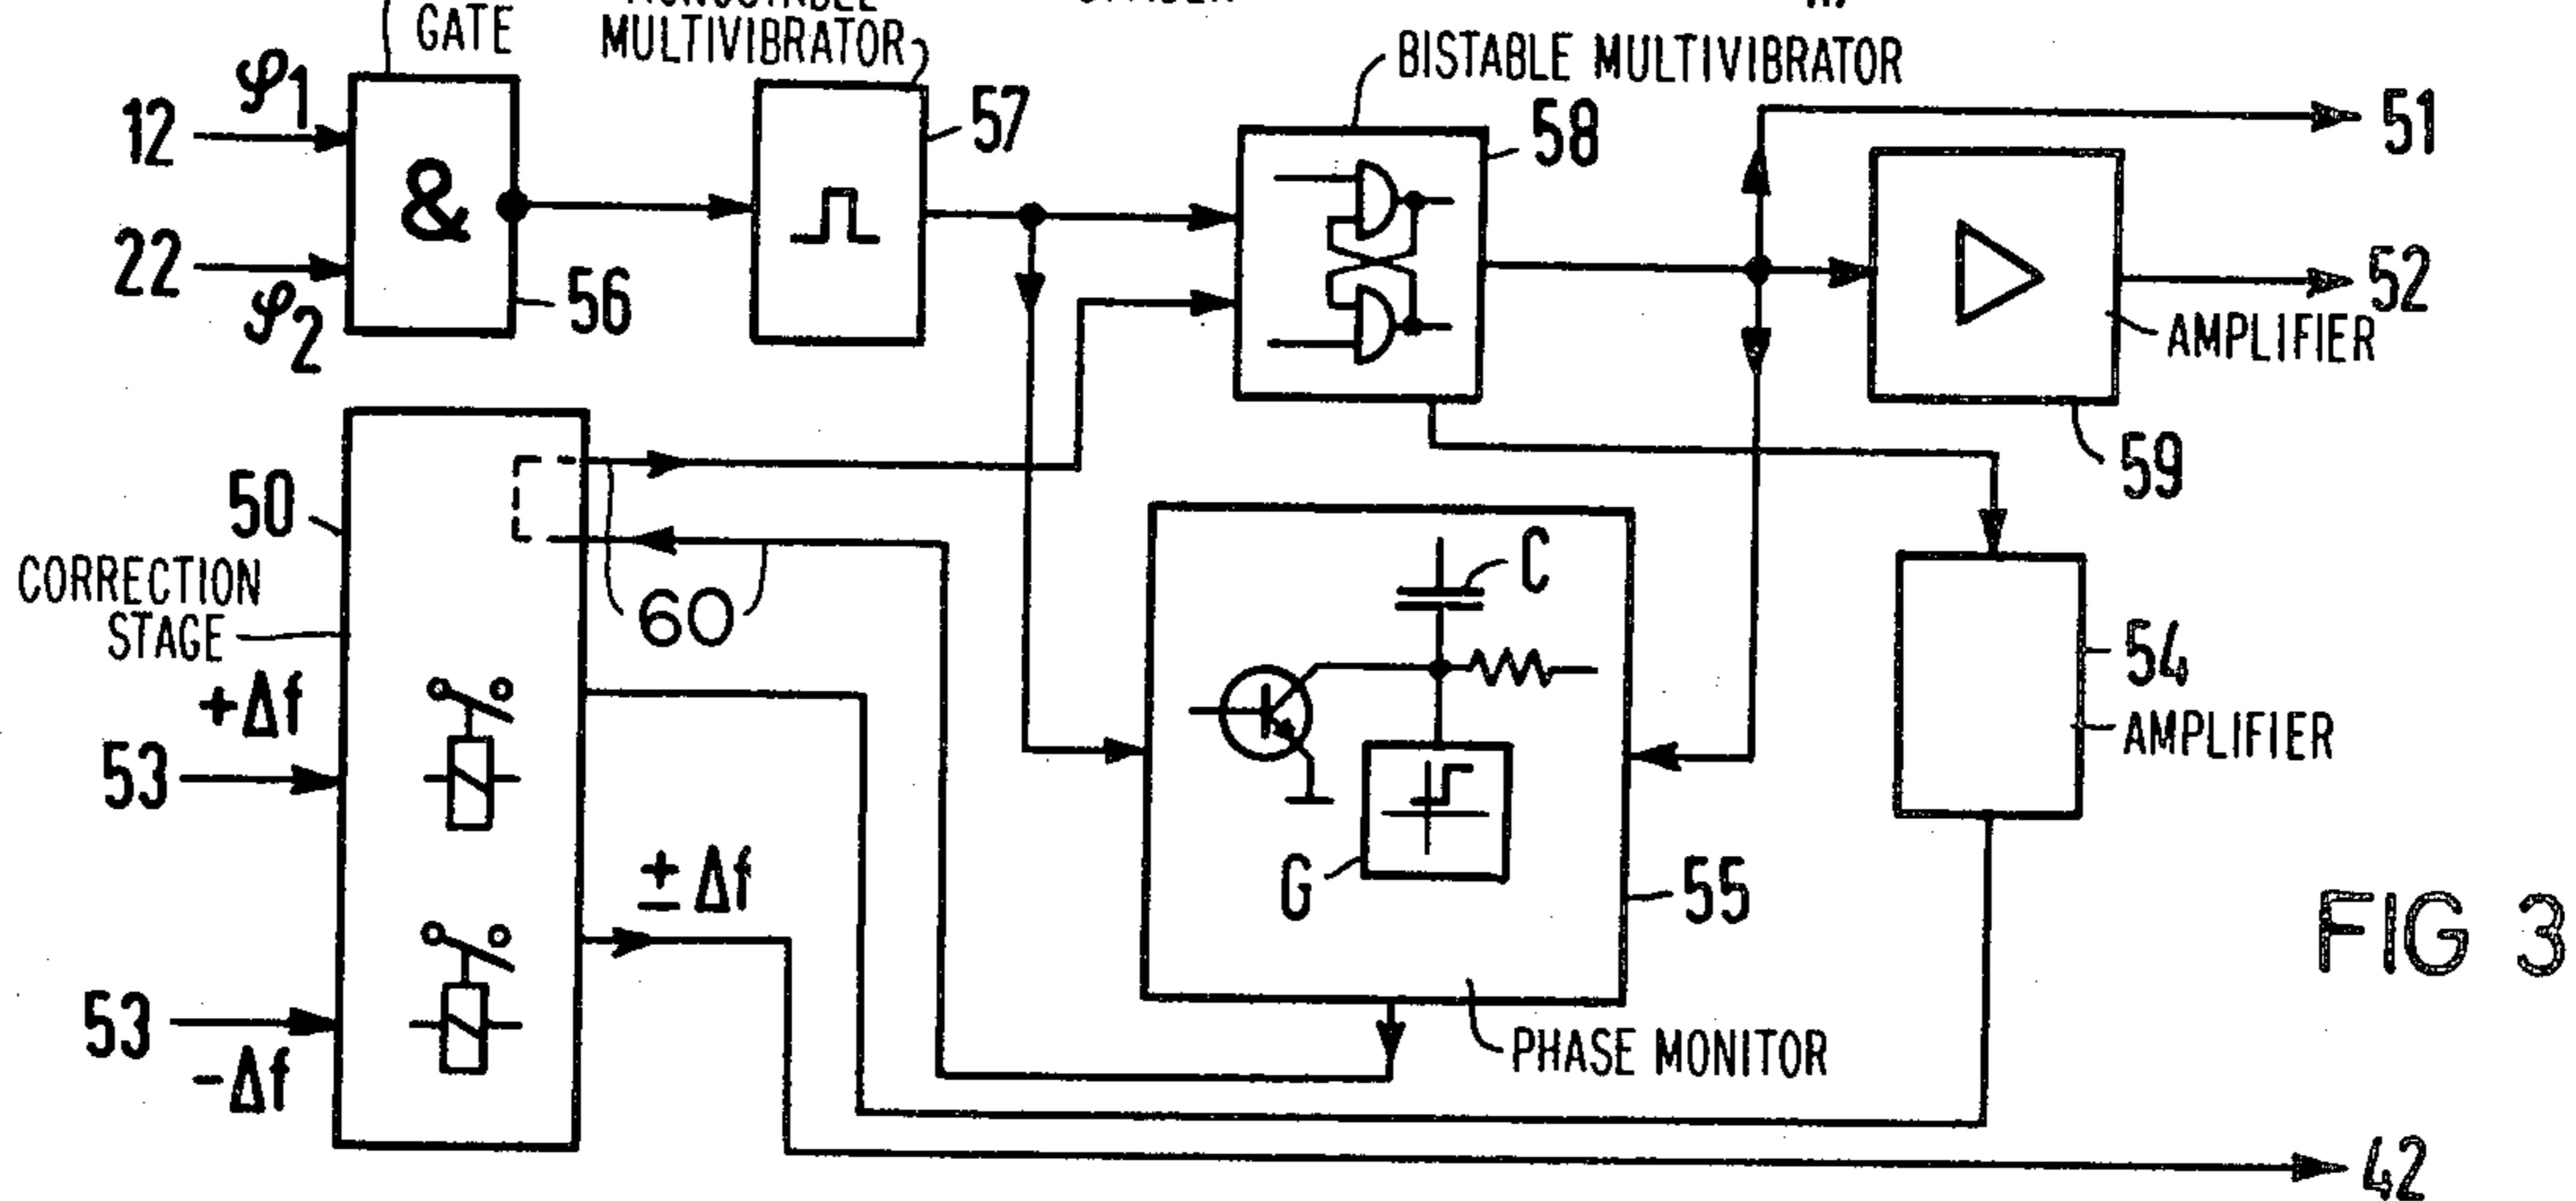 GATE
MULTIVIBRATOR
BISTABLE MULTIVIBRATOR
φ1
12
57
58
51
&
22
φ2
56
52
AMPLIFIER
59
50
CORRECTION
STAGE
60
C
54
AMPLIFIER
+Δf
53
± Δf
G
55
FIG 3
53
-Δf
PHASE MONITOR
42